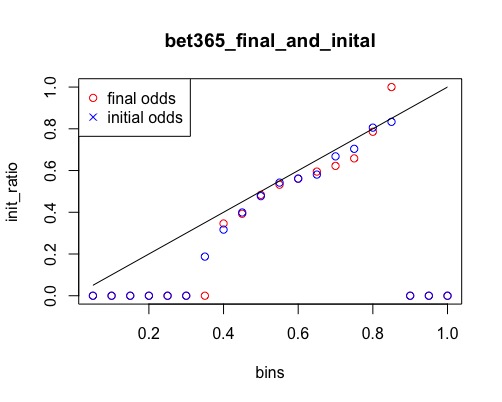 bet365_final_and_inital
final odds
initial odds
init_ratio
1.0
0.8
0.6
0.4
0.2
0.0
0.2 0.4 0.6 0.8 1.0
bins